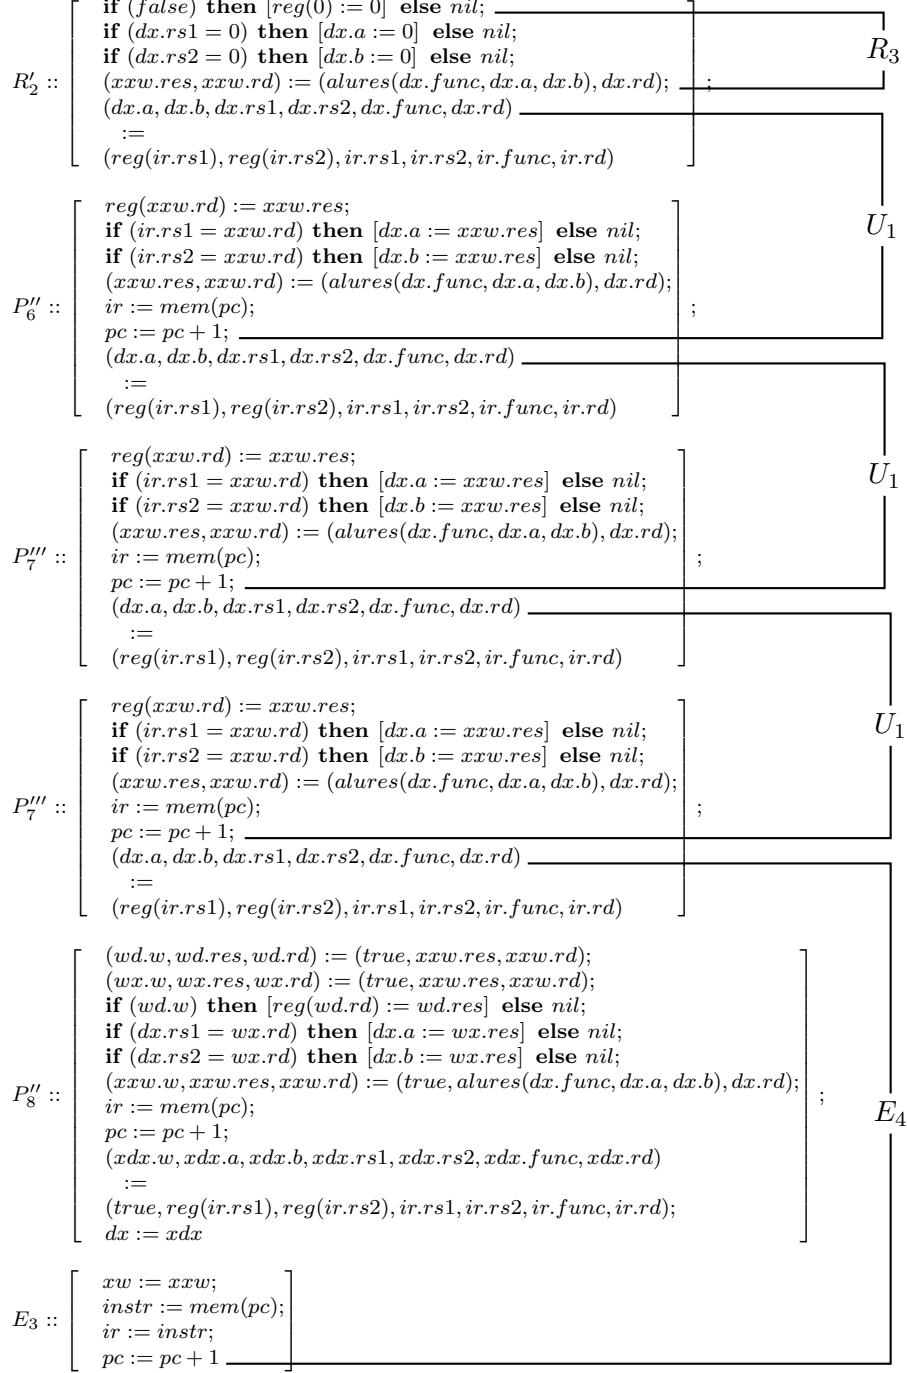 if (false) then [reg(0) := 0] else nil;
if (dx.rs1 = 0) then [dx.a := 0] else nil;
R₃
if (dx.rs2 = 0) then [dx.b := 0] else nil;
R′₂ :: (xxw.res, xxw.rd) := (alures(dx.func, dx.a, dx.b), dx.rd); ;
(dx.a, dx.b, dx.rs1, dx.rs2, dx.func, dx.rd)
:=
(reg(ir.rs1), reg(ir.rs2), ir.rs1, ir.rs2, ir.func, ir.rd)
reg(xxw.rd) := xxw.res;
U₁
if (ir.rs1 = xxw.rd) then [dx.a := xxw.res] else nil;
if (ir.rs2 = xxw.rd) then [dx.b := xxw.res] else nil;
(xxw.res, xxw.rd) := (alures(dx.func, dx.a, dx.b), dx.rd);
P″₆ :: ir := mem(pc); ;
pc := pc + 1;
(dx.a, dx.b, dx.rs1, dx.rs2, dx.func, dx.rd)
:=
(reg(ir.rs1), reg(ir.rs2), ir.rs1, ir.rs2, ir.func, ir.rd)
reg(xxw.rd) := xxw.res;
U₁
if (ir.rs1 = xxw.rd) then [dx.a := xxw.res] else nil;
if (ir.rs2 = xxw.rd) then [dx.b := xxw.res] else nil;
(xxw.res, xxw.rd) := (alures(dx.func, dx.a, dx.b), dx.rd);
P‴₇ :: ir := mem(pc); ;
pc := pc + 1;
(dx.a, dx.b, dx.rs1, dx.rs2, dx.func, dx.rd)
:=
(reg(ir.rs1), reg(ir.rs2), ir.rs1, ir.rs2, ir.func, ir.rd)
reg(xxw.rd) := xxw.res;
U₁
if (ir.rs1 = xxw.rd) then [dx.a := xxw.res] else nil;
if (ir.rs2 = xxw.rd) then [dx.b := xxw.res] else nil;
(xxw.res, xxw.rd) := (alures(dx.func, dx.a, dx.b), dx.rd);
P‴₇ :: ir := mem(pc); ;
pc := pc + 1;
(dx.a, dx.b, dx.rs1, dx.rs2, dx.func, dx.rd)
:=
(reg(ir.rs1), reg(ir.rs2), ir.rs1, ir.rs2, ir.func, ir.rd)
(wd.w, wd.res, wd.rd) := (true, xxw.res, xxw.rd);
(wx.w, wx.res, wx.rd) := (true, xxw.res, xxw.rd);
if (wd.w) then [reg(wd.rd) := wd.res] else nil;
if (dx.rs1 = wx.rd) then [dx.a := wx.res] else nil;
if (dx.rs2 = wx.rd) then [dx.b := wx.res] else nil;
(xxw.w, xxw.res, xxw.rd) := (true, alures(dx.func, dx.a, dx.b), dx.rd);
P″₈ :: ir := mem(pc); ;
E₄
pc := pc + 1;
(xdx.w, xdx.a, xdx.b, xdx.rs1, xdx.rs2, xdx.func, xdx.rd)
:=
(true, reg(ir.rs1), reg(ir.rs2), ir.rs1, ir.rs2, ir.func, ir.rd);
dx := xdx
xw := xxw;
instr := mem(pc);
E₃ :: ir := instr;
pc := pc + 1